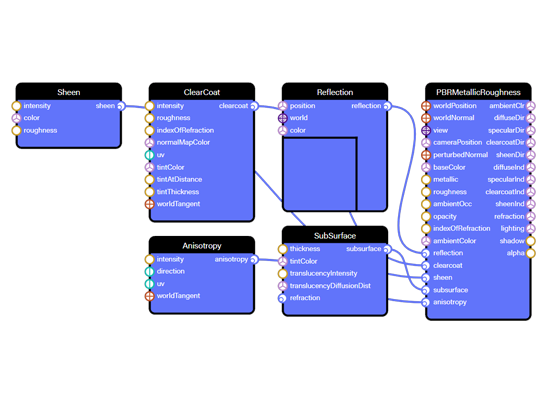 Sheen
intensity sheen
color
roughness
ClearCoat
intensity clearcoat
roughness
indexOfRefraction
normalMapColor
uv
tintColor
tintAtDistance
tintThickness
worldTangent
Reflection
position reflection
world
color
PBRMetallicRoughness
worldPosition ambientClr
worldNormal diffuseDir
view specularDir
cameraPosition clearcoatDir
perturbedNormal sheenDir
baseColor diffuseInd
metallic specularInd
roughness clearcoatInd
ambientOcc sheenInd
opacity refraction
indexOfRefraction lighting
ambientColor shadow
reflection alpha
clearcoat
sheen
subsurface
anisotropy
Anisotropy
intensity anisotropy
direction
uv
worldTangent
SubSurface
thickness subsurface
tintColor
translucencyIntensity
translucencyDiffusionDist
refraction